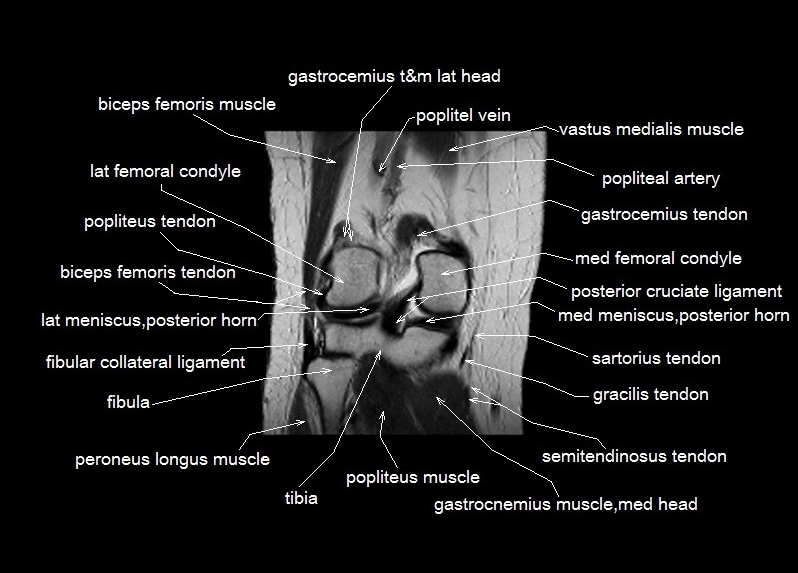 gastrocemius t&m lat head
biceps femoris muscle
poplitel vein
vastus medialis muscle
lat femoral condyle
popliteal artery
popliteus tendon
gastrocemius tendon
biceps femoris tendon
med femoral condyle
posterior cruciate ligament
lat meniscus,posterior horn
med meniscus,posterior horn
fibular collateral ligament
sartorius tendon
fibula
gracilis tendon
peroneus longus muscle
semitendinosus tendon
popliteus muscle
tibia
gastrocnemius muscle,med head